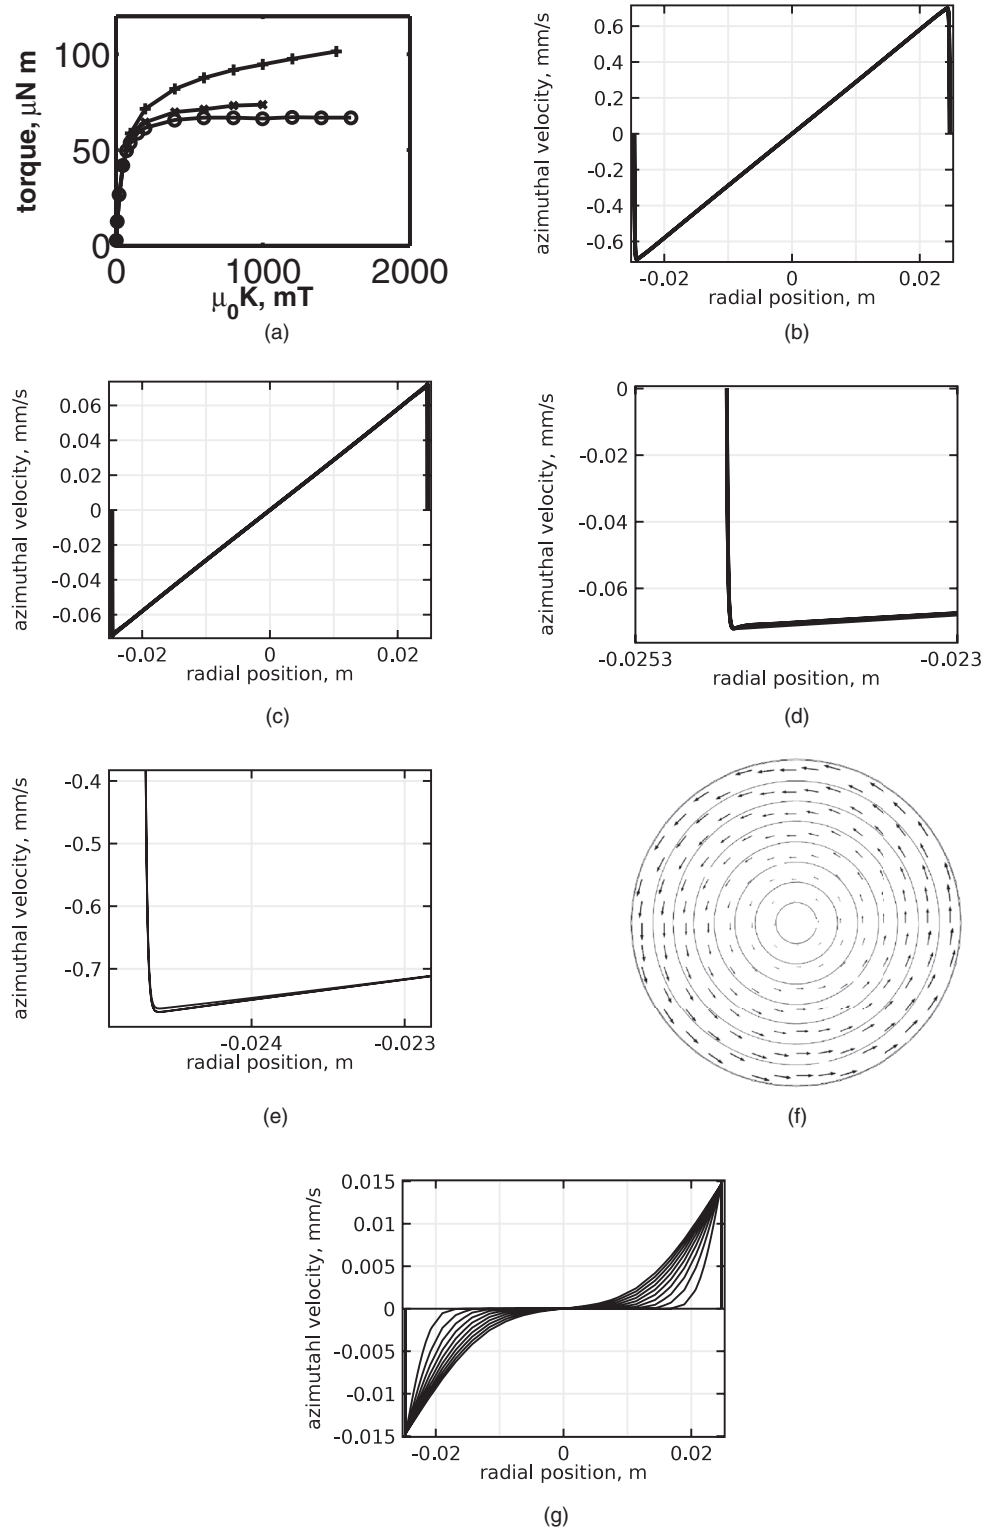 100
50
0
torque, μN m
0 1000 2000
μ₀K, mT
(a)
0.6
0.4
0.2
0
-0.2
-0.4
-0.6
azimuthal velocity, mm/s
-0.02 0 0.02
radial position, m
(b)
0.06
0.04
0.02
0
-0.02
-0.04
-0.06
azimuthal velocity, mm/s
-0.02 0 0.02
radial position, m
(c)
0
-0.02
-0.04
-0.06
azimuthal velocity, mm/s
-0.0253 -0.023
radial position, m
(d)
-0.4
-0.5
-0.6
-0.7
azimuthal velocity, mm/s
-0.024 -0.023
radial position, m
(e)
(f)
0.015
0.01
0.005
0
-0.005
-0.01
-0.015
azimutahl velocity, mm/s
-0.02 0 0.02
radial position, m
(g)